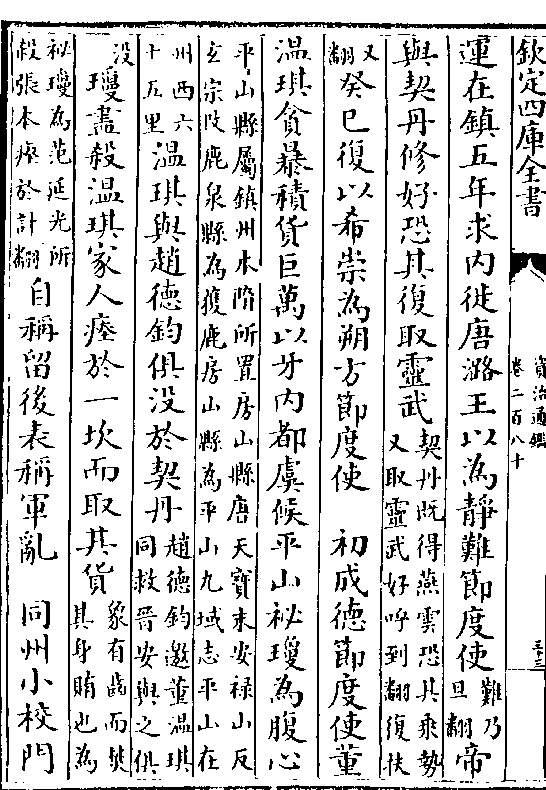 欽定四庫全書
資治通鑑
卷二百八十
三十三
運在鎮五年求内徙唐潞王以為靜難節度使難乃旦翻帝
與契丹修好恐其復取靈武契丹既得燕雲恐其乘勢又取靈武好呼到翻復扶
又翻癸巳復以希崇為朔方節度使 初成德節度使董
温琪貪暴積貨巨萬以牙内都虞候平山祕瓊為腹心
平山縣屬鎮州本隋所置房山縣唐天寶末安禄山反玄宗改鹿泉縣為獲鹿房山縣為平山九域志平山在
州西六十五里温琪與趙德鈞俱没於契丹趙德鈞邀董温琪同救晉安與之俱
没瓊盡殺温琪家人瘞於一坎而取其貨象有齒而焚其身賄也為
祕瓊為范延光所殺張本瘞於計翻自稱留後表稱軍亂 同州小校門